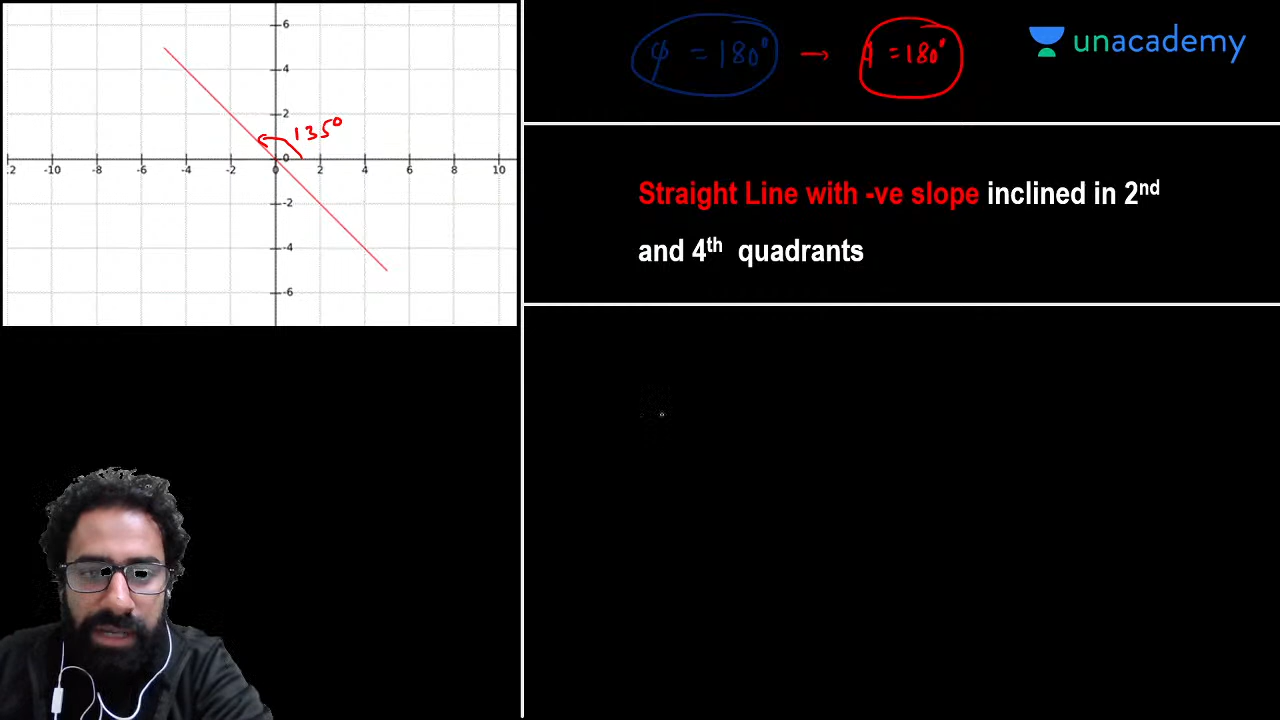 6
4
2
0
-2
-4
-6
.2 -10 -8 -6 -4 -2 0 2 4 6 8 10
135°
φ = 180° → = 180°
unacademy
Straight Line with -ve slope inclined in 2nd
and 4th quadrants